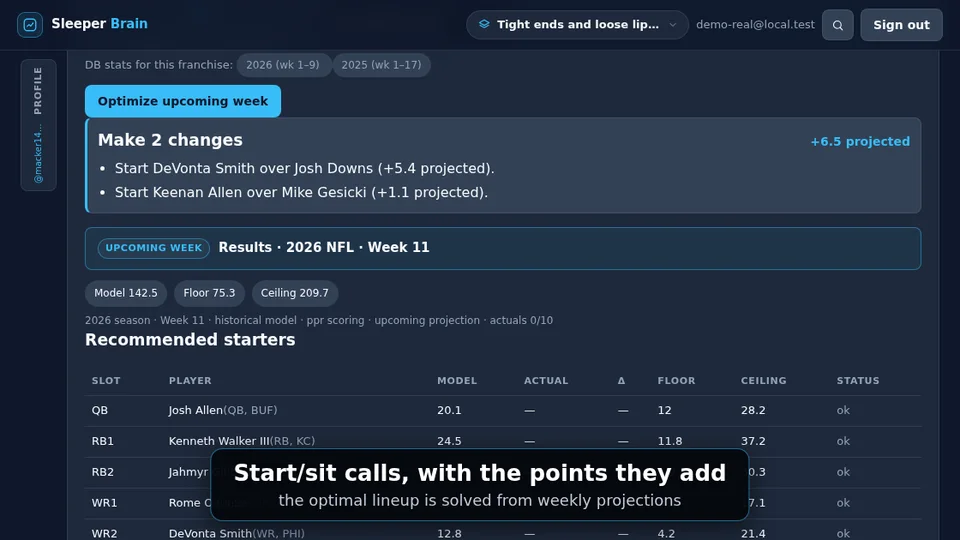 Sleeper Brain
Tight ends and loose lip...
demo-real@local.test
Sign out
PROFILE
@macker14...
DB stats for this franchise: 2026 (wk 1–9) 2025 (wk 1–17)
Optimize upcoming week
Make 2 changes
+6.5 projected
• Start DeVonta Smith over Josh Downs (+5.4 projected).
• Start Keenan Allen over Mike Gesicki (+1.1 projected).
UPCOMING WEEK Results · 2026 NFL · Week 11
Model 142.5 Floor 75.3 Ceiling 209.7
2026 season · Week 11 · historical model · ppr scoring · upcoming projection · actuals 0/10
Recommended starters
SLOT PLAYER MODEL ACTUAL Δ FLOOR CEILING STATUS
QB Josh Allen(QB, BUF) 20.1 — — 12 28.2 ok
RB1 Kenneth Walker III(RB, KC) 24.5 — — 11.8 37.2 ok
RB2 Jahmyr 0.3 ok
WR1 Rome 7.1 ok
WR2 DeVonta Smith(WR, PHI) 12.8 — — 4.2 21.4 ok
Start/sit calls, with the points they add
the optimal lineup is solved from weekly projections